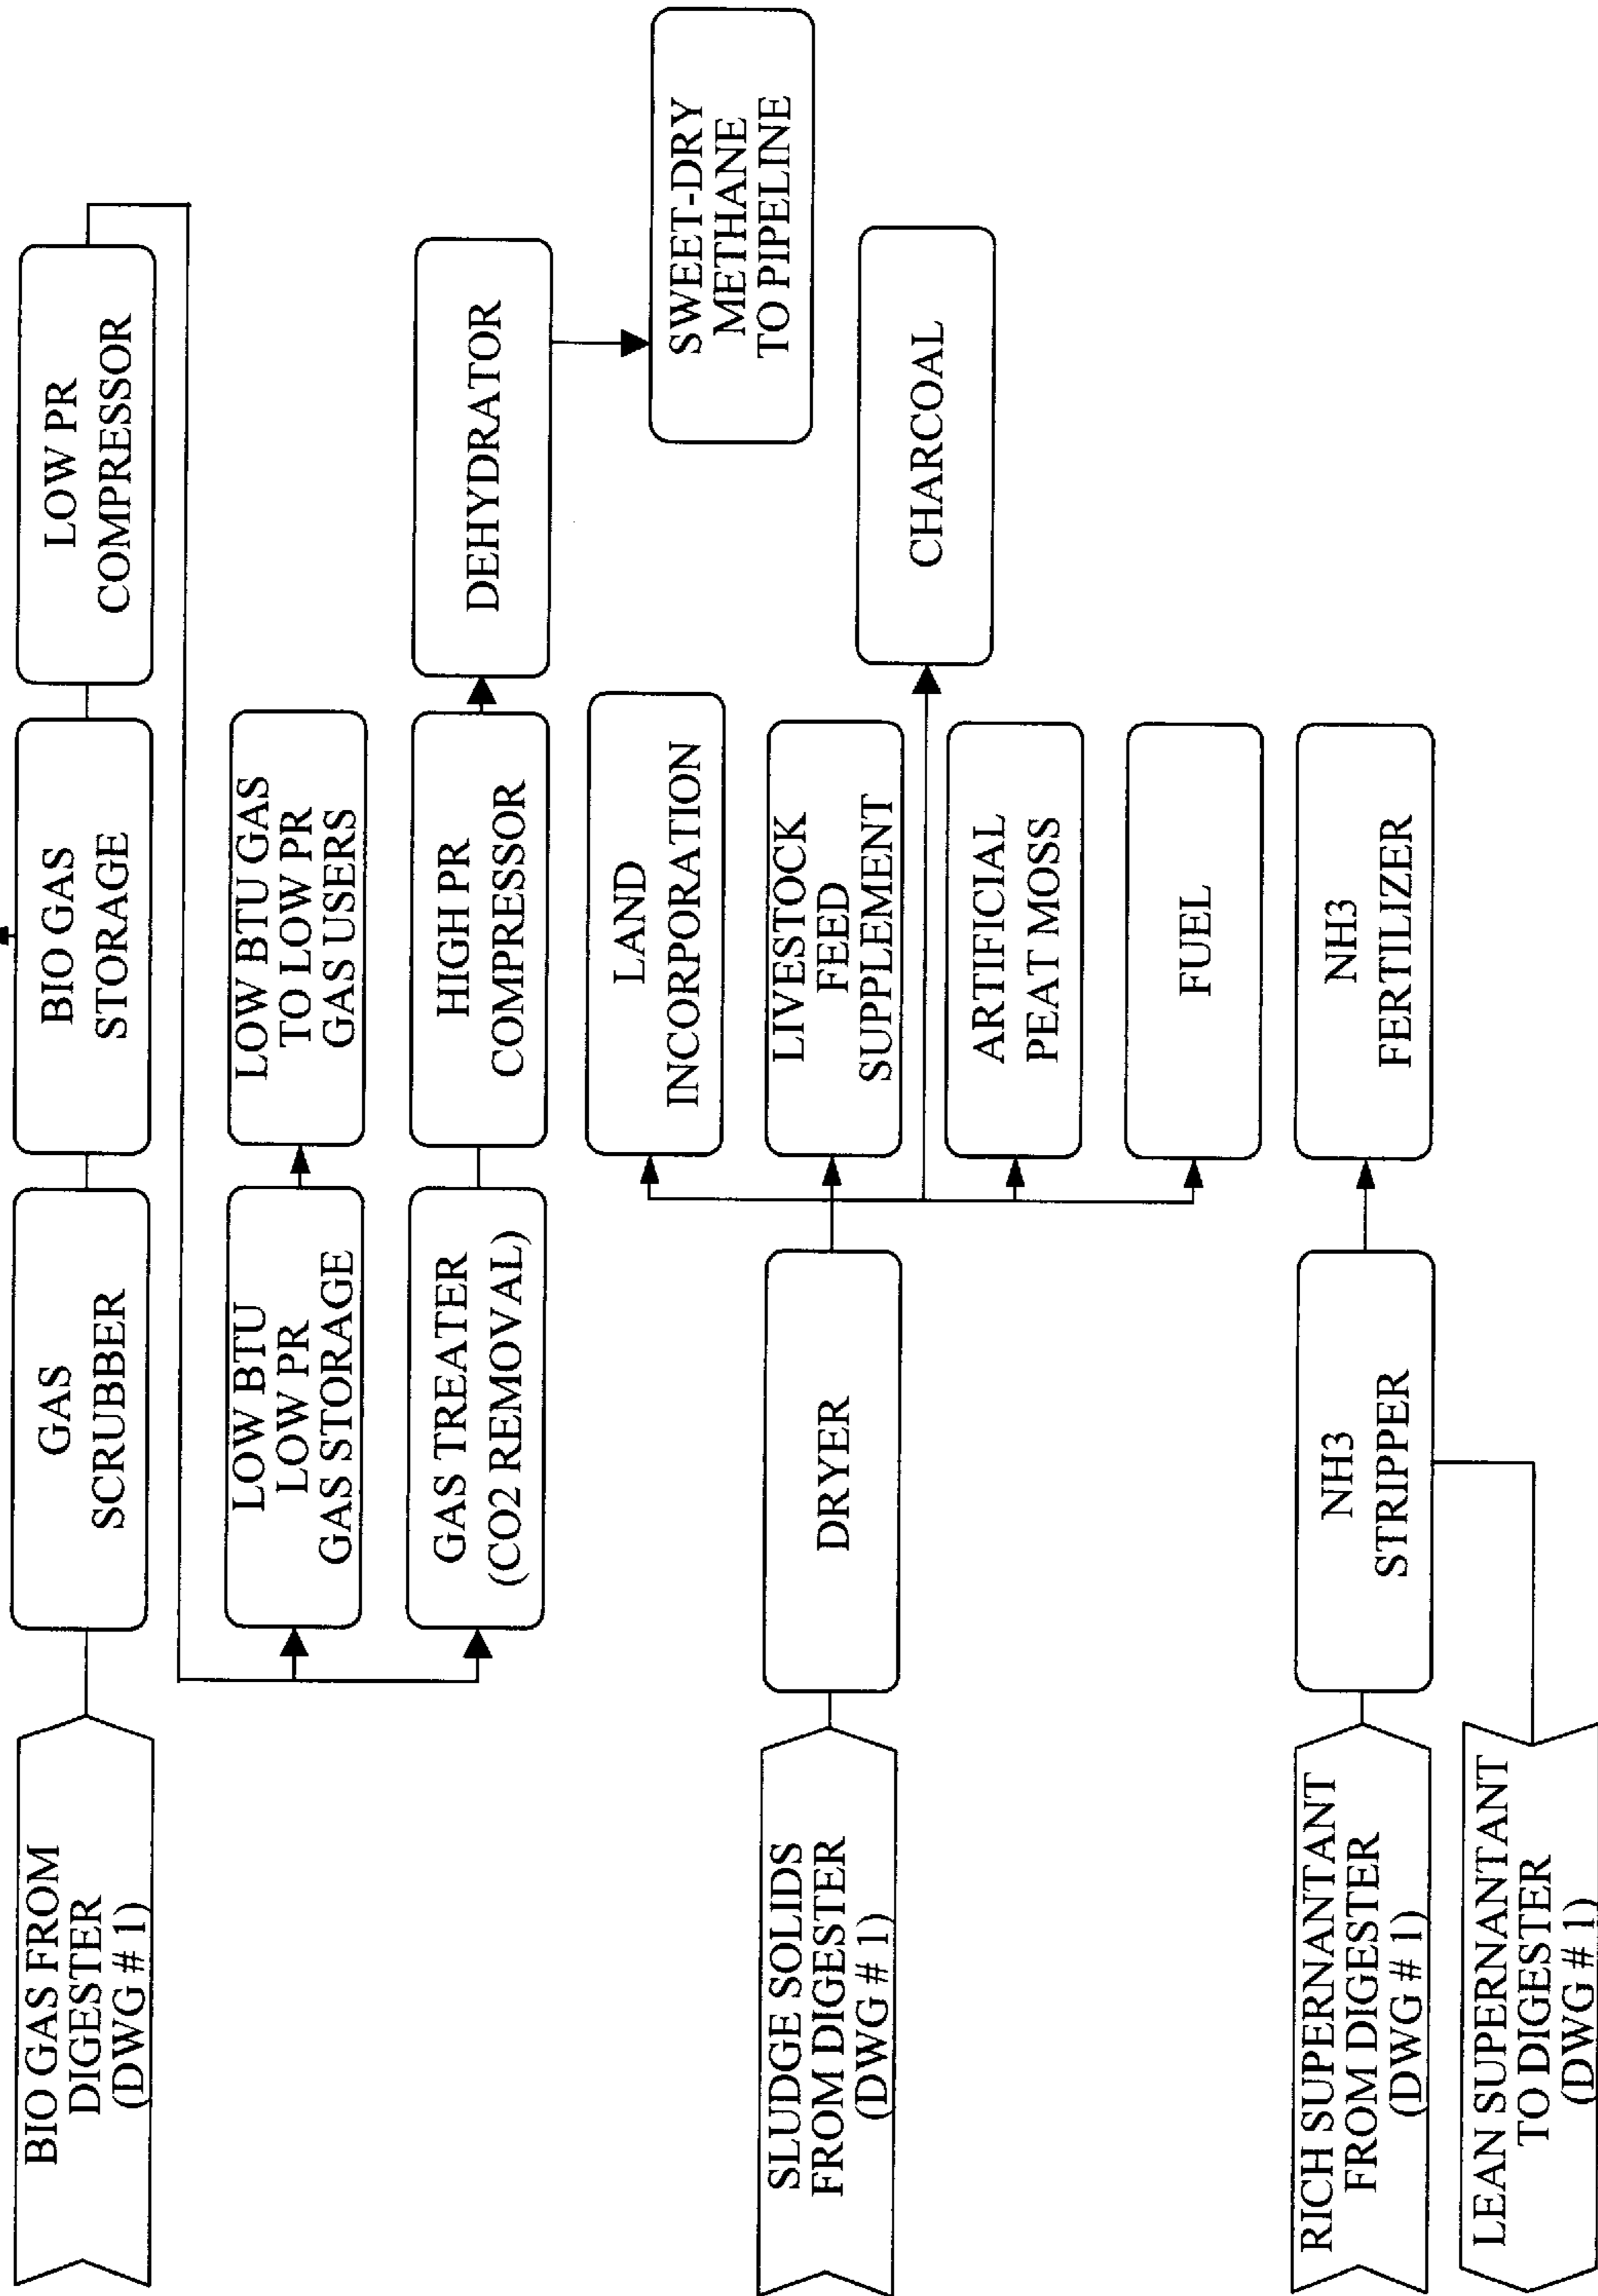 BIO GAS FROM
DIGESTER
(DWG # 1)
GAS
SCRUBBER
BIO GAS
STORAGE
LOW PR
COMPRESSOR
LOW BTU
LOW PR
GAS STORAGE
LOW BTU GAS
TO LOW PR
GAS USERS
GAS TREATER
(CO2 REMOVAL)
HIGH PR
COMPRESSOR
DEHYDRATOR
SWEET-DRY
METHANE
TO PIPELINE
LAND
INCORPORATION
SLUDGE SOLIDS
FROM DIGESTER
(DWG # 1)
DRYER
LIVESTOCK
FEED
SUPPLEMENT
CHARCOAL
ARTIFICIAL
PEAT MOSS
FUEL
RICH SUPERNANTANT
FROM DIGESTER
(DWG # 1)
NH3
STRIPPER
NH3
FERTILIZER
LEAN SUPERNANTANT
TO DIGESTER
(DWG # 1)